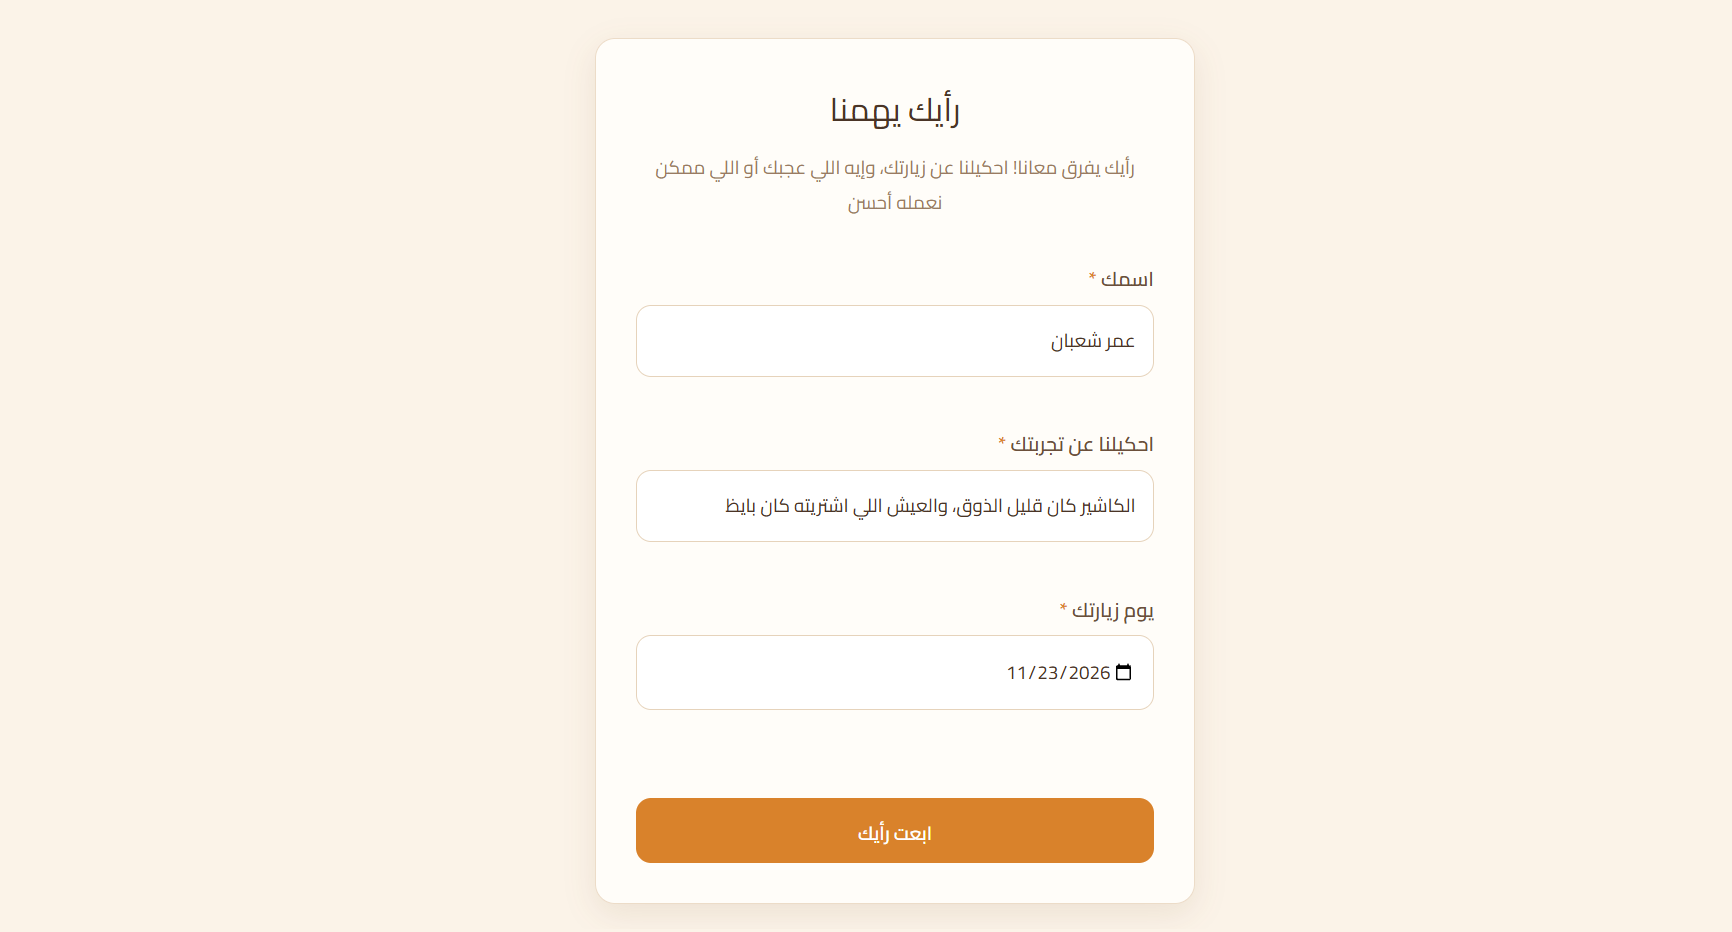 رأيك يهمنا
رأيك يفرق معانا! احكيلنا عن زيارتك، وإيه اللي عجبك أو اللي ممكن
نعمله أحسن
اسمك *
عمر شعبان
احكيلنا عن تجربتك *
الكاشير كان قليل الذوق، والعيش اللي اشتريته كان بايظ
يوم زيارتك *
11/23/2026
ابعت رأيك